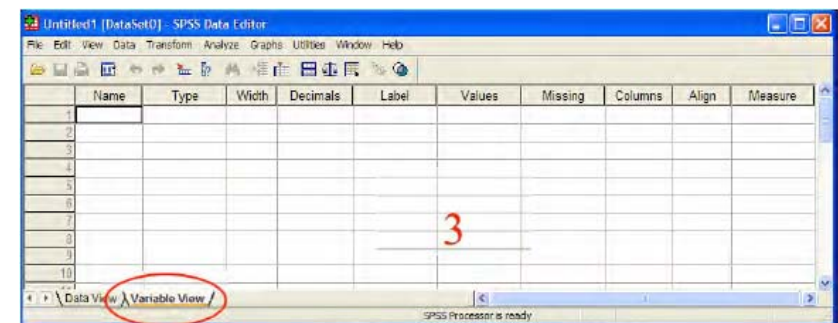 Untitled1 [DataSet0] - SPSS Data Editor
File Edit View Data Transform Analyze Graphs Utilities Window Help
Name Type Width Decimals Label Values Missing Columns Align Measure
1
2
3
4
5
6
7
8
9
10
3
Data View Variable View
SPSS Processor is ready